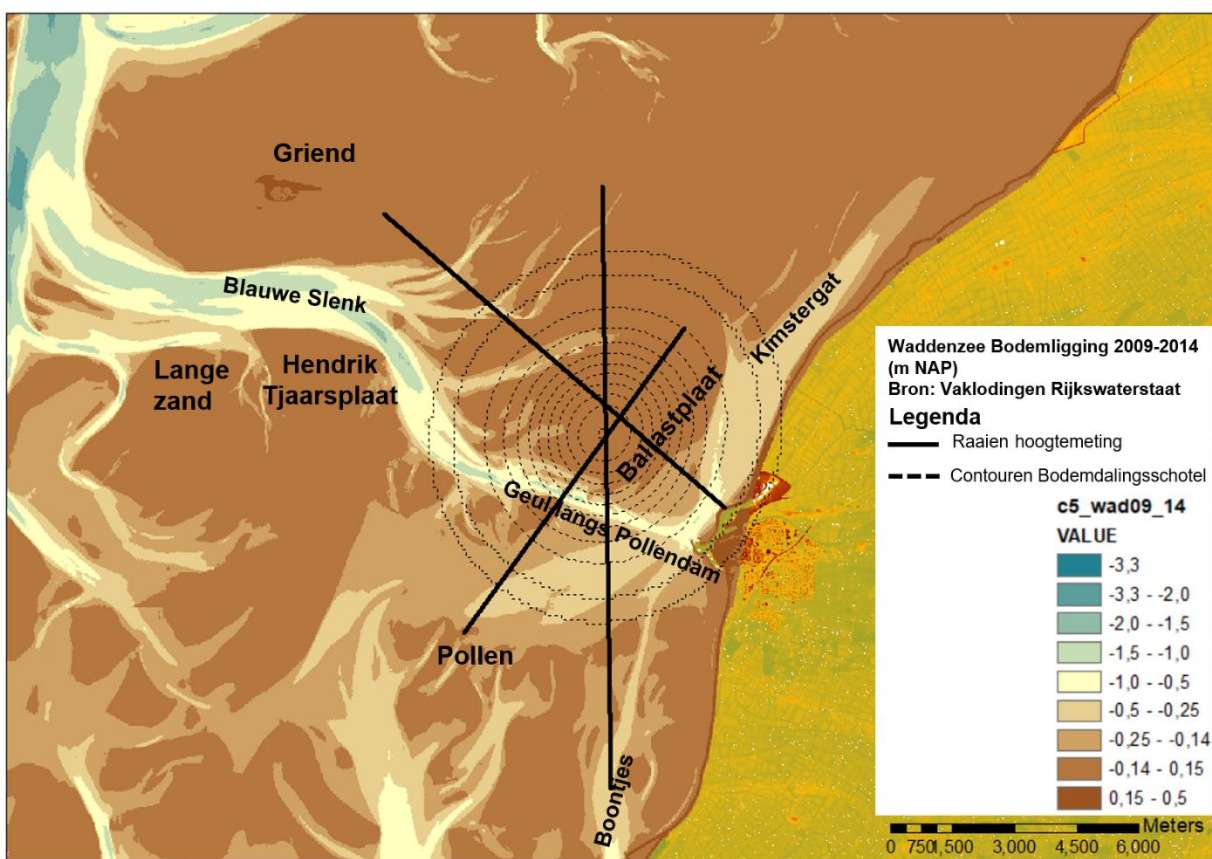 Griend
Blauwe Slenk
Lange
zand
Hendrik
Tjaarsplaat
Kimstergat
Ballastplaat
Geul langs Pollendam
Pollen
Boontjes
Waddenzee Bodemligging 2009-2014
(m NAP)
Bron: Vaklodingen Rijkswaterstaat
Legenda
Raaien hoogtemeting
Contouren Bodemdalingsschotel
c5_wad09_14
VALUE
-3,3
-3,3 - -2,0
-2,0 - -1,5
-1,5 - -1,0
-1,0 - -0,5
-0,5 - -0,25
-0,25 - -0,14
-0,14 - 0,15
0,15 - 0,5
Meters
0 750 1,500 3,000 4,500 6,000